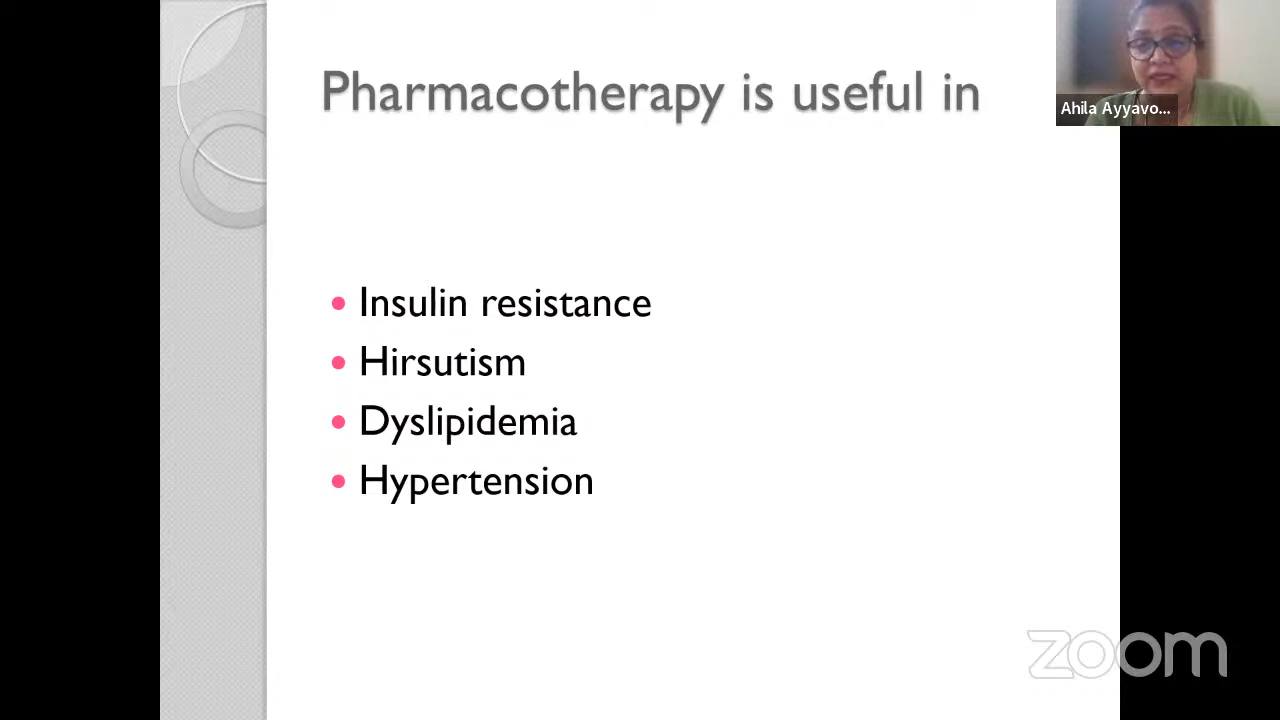 Pharmacotherapy is useful in
Ahila Ayyavo...
Insulin resistance
Hirsutism
Dyslipidemia
Hypertension
zoom